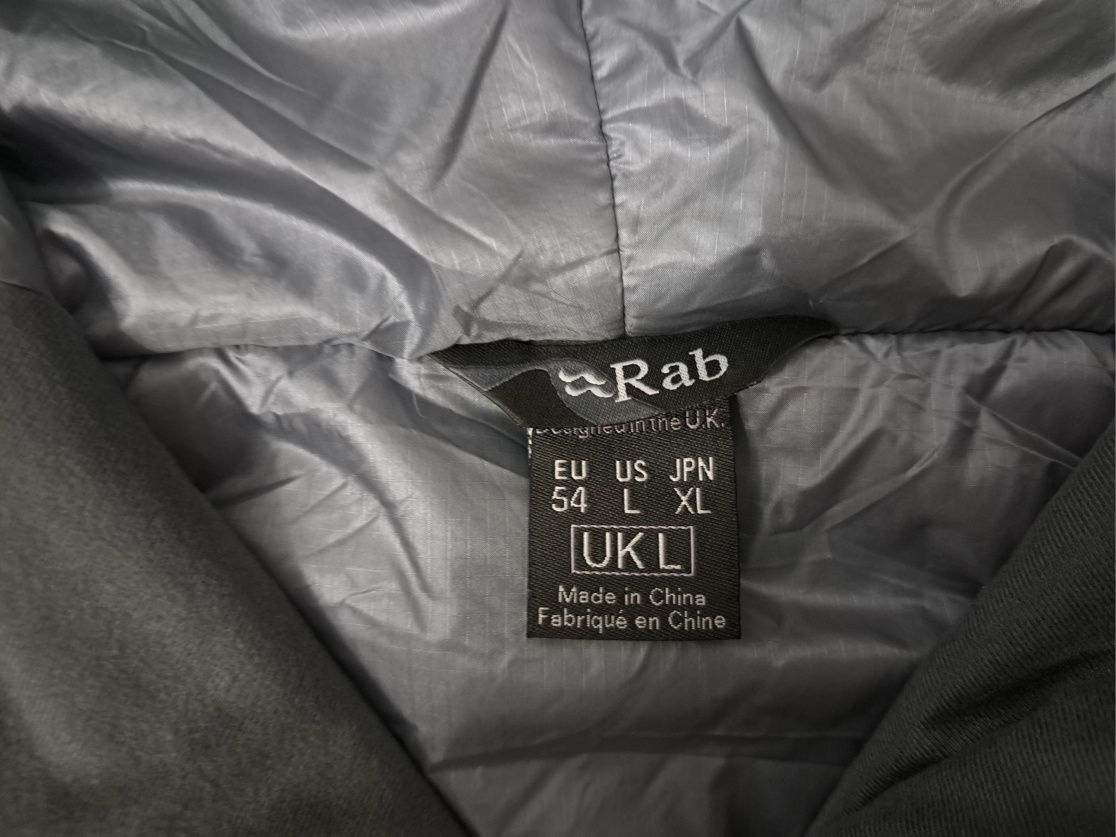 Rab
Designed in the U.K.
EU US JPN
54 L XL
UK L
Made in China
Fabriqué en Chine